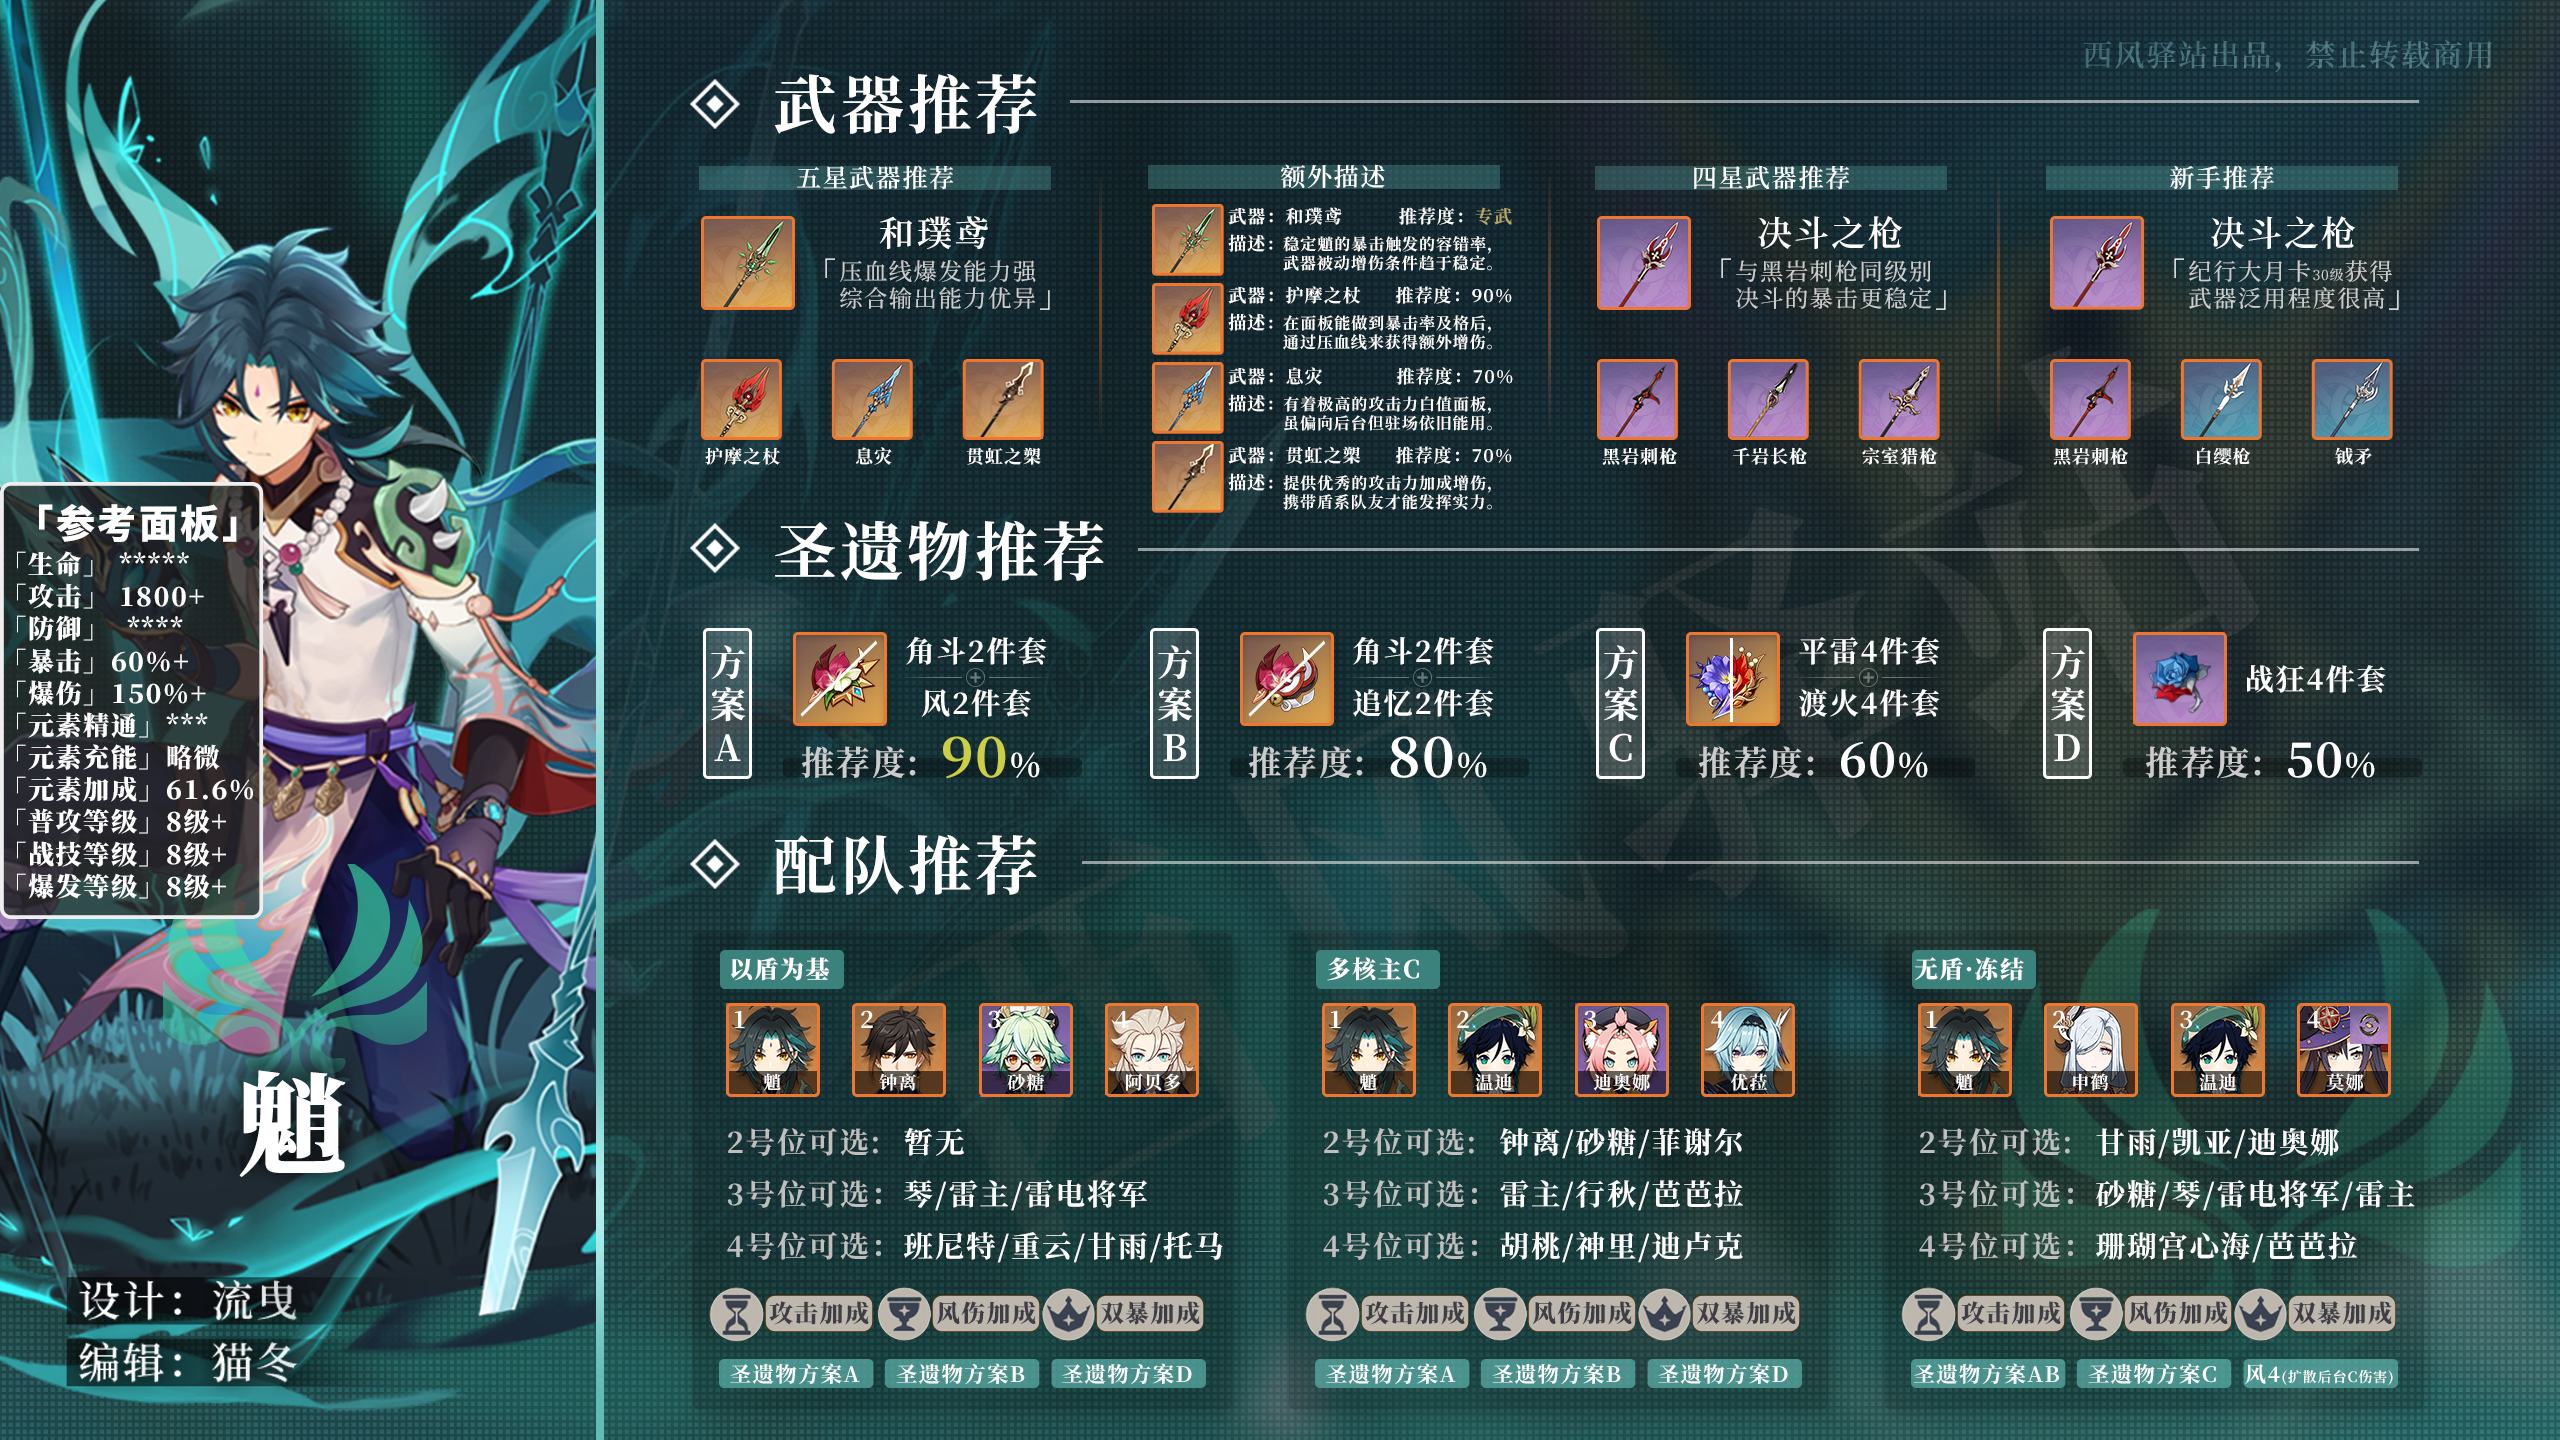 西风驿站出品，禁止转载商用
「参考面板」
「生命」 *****
「攻击」 1800+
「防御」 ****
「暴击」60%+
「爆伤」150%+
「元素精通」***
「元素充能」略微
「元素加成」61.6%
「普攻等级」8级+
「战技等级」8级+
「爆发等级」8级+
魈
设计：流曳
编辑：猫冬
武器推荐
五星武器推荐
和璞鸢
「压血线爆发能力强
综合输出能力优异」
护摩之杖 息灾 贯虹之槊
额外描述
武器：和璞鸢 推荐度：专武
描述：稳定魈的暴击触发的容错率，
武器被动增伤条件趋于稳定。
武器：护摩之杖 推荐度：90%
描述：在面板能做到暴击率及格后，
通过压血线来获得额外增伤。
武器：息灾 推荐度：70%
描述：有着极高的攻击力白值面板，
虽偏向后台但驻场依旧能用。
武器：贯虹之槊 推荐度：70%
描述：提供优秀的攻击力加成增伤，
携带盾系队友才能发挥实力。
四星武器推荐
决斗之枪
「与黑岩刺枪同级别
决斗的暴击更稳定」
黑岩刺枪 千岩长枪 宗室猎枪
新手推荐
决斗之枪
「纪行大月卡30级获得
武器泛用程度很高」
黑岩刺枪 白缨枪 钺矛
圣遗物推荐
方案A
角斗2件套
风2件套
推荐度：90%
方案B
角斗2件套
追忆2件套
推荐度：80%
方案C
平雷4件套
渡火4件套
推荐度：60%
方案D
战狂4件套
推荐度：50%
配队推荐
以盾为基
1 2 3 4
魈 钟离 砂糖 阿贝多
2号位可选：暂无
3号位可选：琴/雷主/雷电将军
4号位可选：班尼特/重云/甘雨/托马
攻击加成 风伤加成 双暴加成
圣遗物方案A 圣遗物方案B 圣遗物方案D
多核主C
1 2 3 4
魈 温迪 迪奥娜 优菈
2号位可选：钟离/砂糖/菲谢尔
3号位可选：雷主/行秋/芭芭拉
4号位可选：胡桃/神里/迪卢克
攻击加成 风伤加成 双暴加成
圣遗物方案A 圣遗物方案B 圣遗物方案D
无盾·冻结
1 2 3 4
魈 申鹤 温迪 莫娜
2号位可选：甘雨/凯亚/迪奥娜
3号位可选：砂糖/琴/雷电将军/雷主
4号位可选：珊瑚宫心海/芭芭拉
攻击加成 风伤加成 双暴加成
圣遗物方案AB 圣遗物方案C 风4(扩散后台C伤害)
西风驿站